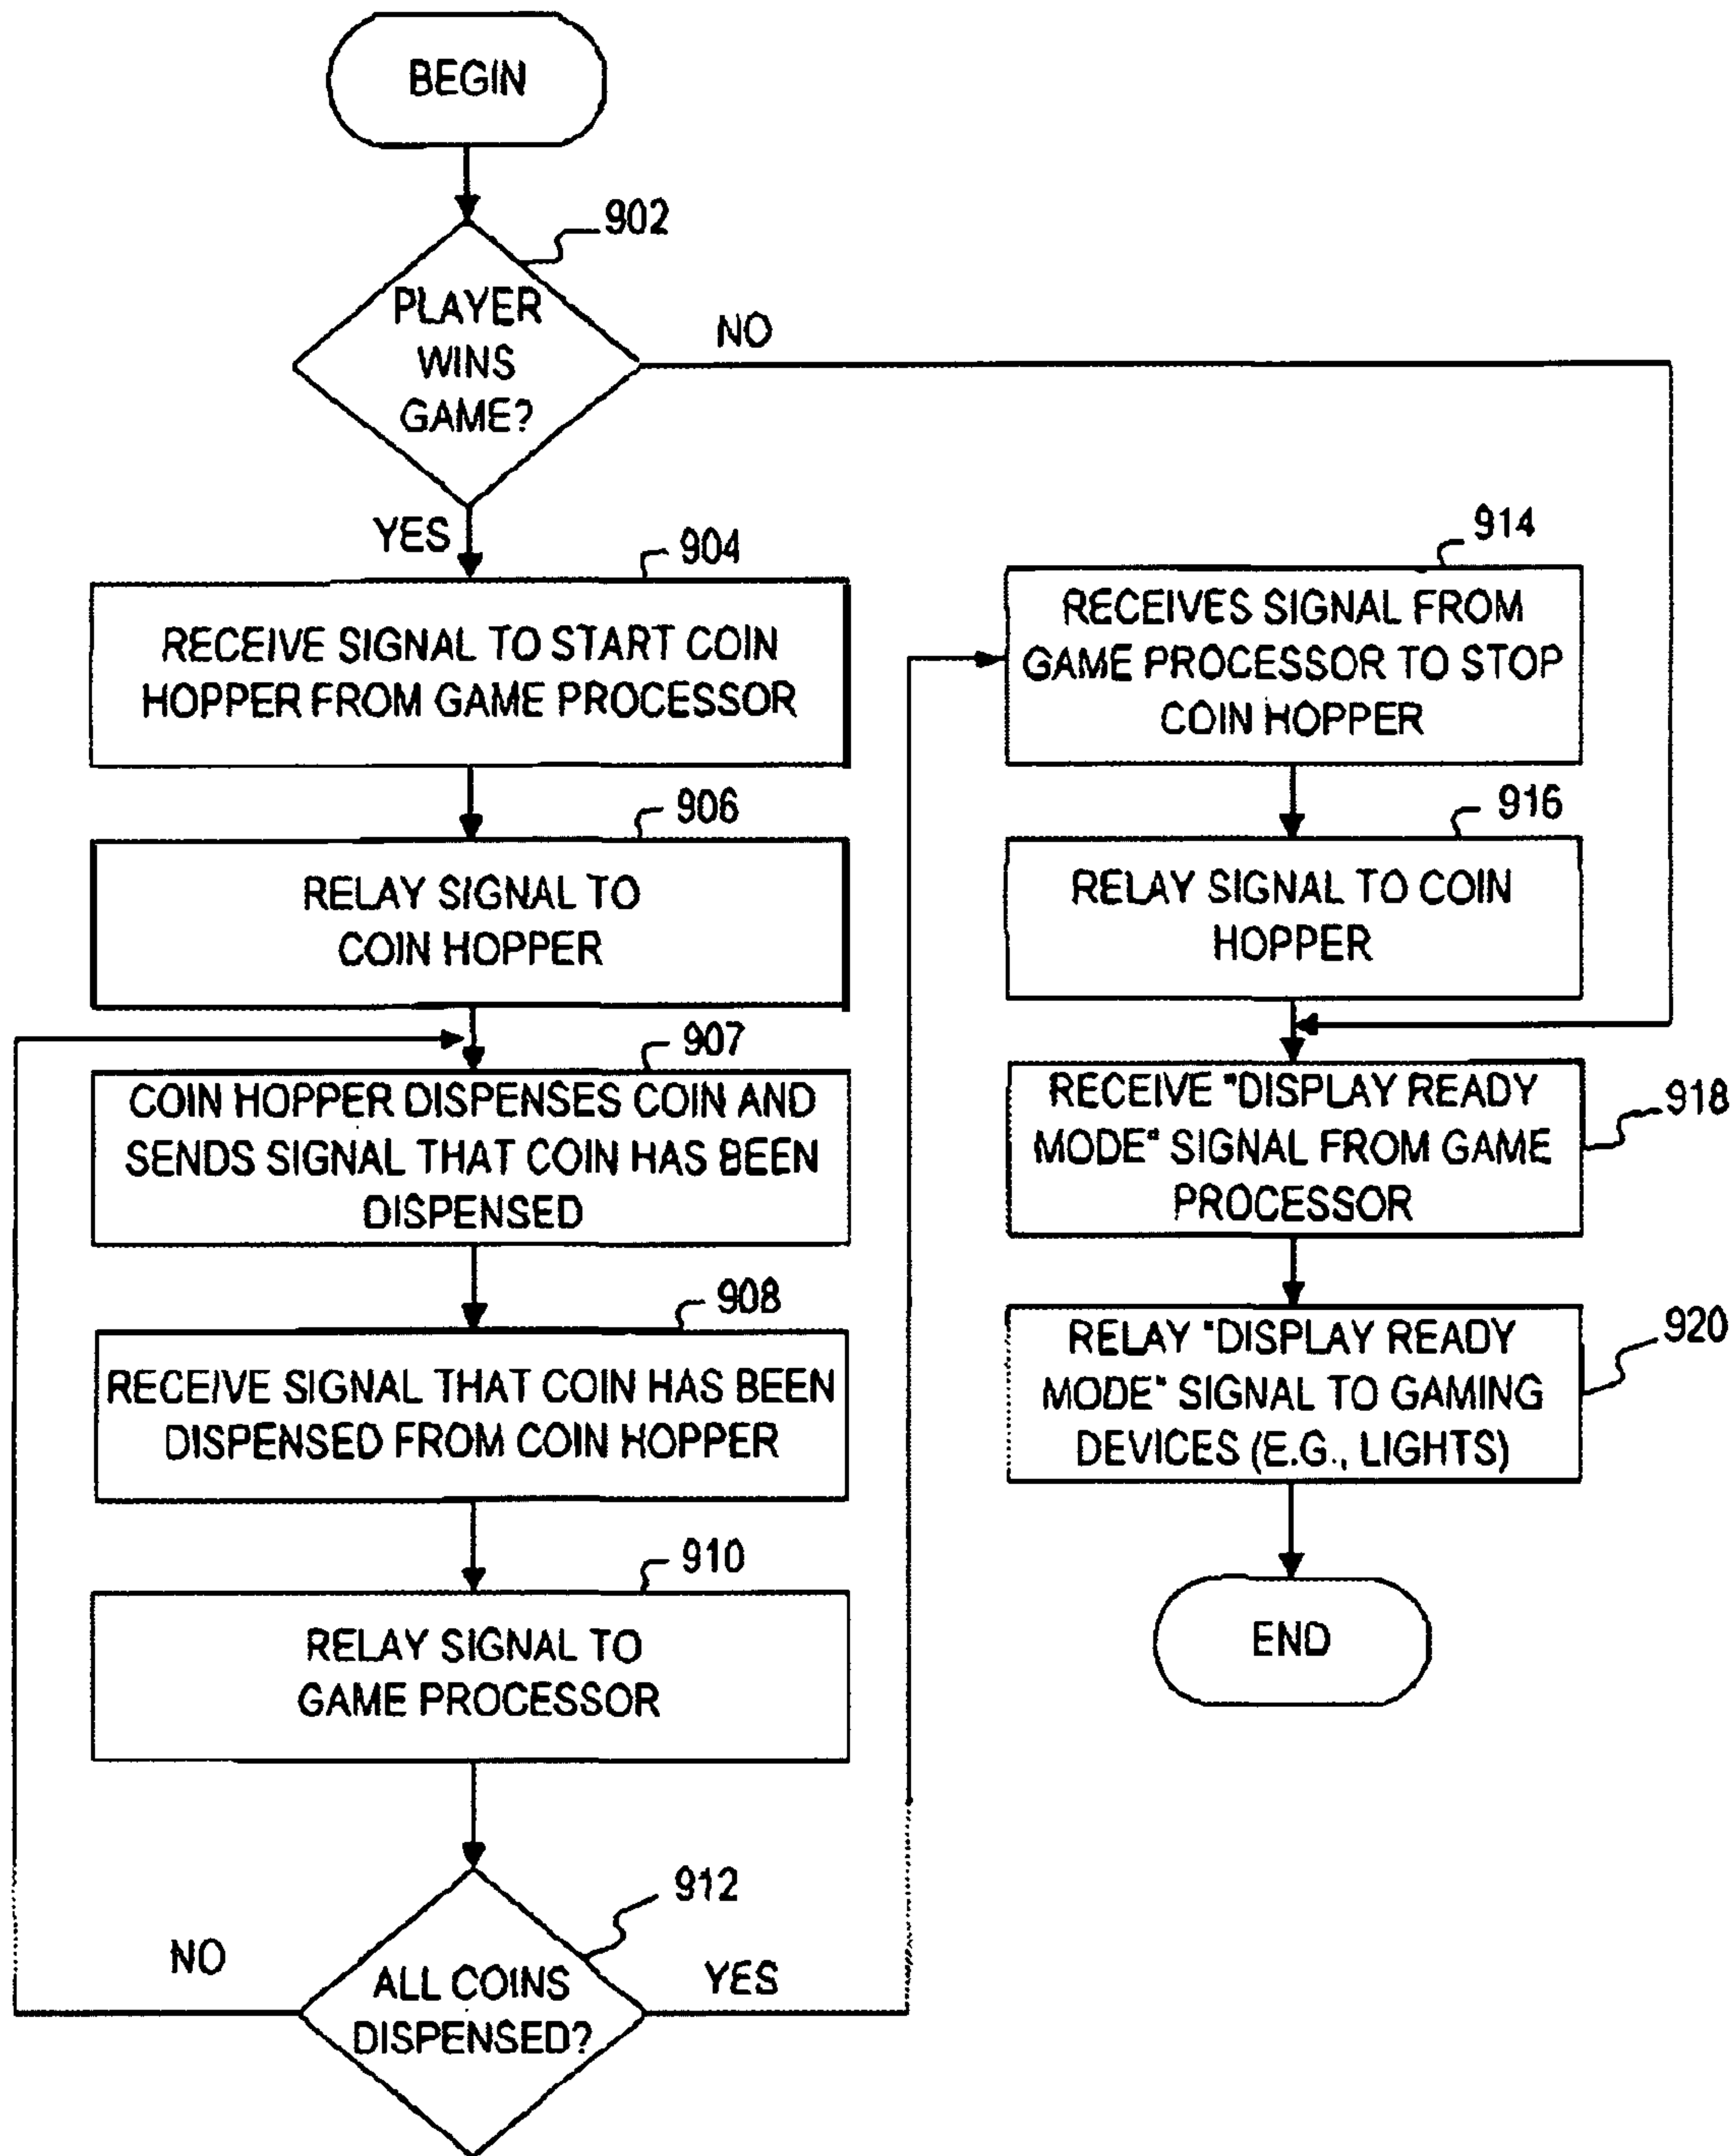 BEGIN
902
PLAYER
WINS
GAME?
NO
YES
904
RECEIVE SIGNAL TO START COIN
HOPPER FROM GAME PROCESSOR
906
RELAY SIGNAL TO
COIN HOPPER
907
COIN HOPPER DISPENSES COIN AND
SENDS SIGNAL THAT COIN HAS BEEN
DISPENSED
908
RECEIVE SIGNAL THAT COIN HAS BEEN
DISPENSED FROM COIN HOPPER
910
RELAY SIGNAL TO
GAME PROCESSOR
912
ALL COINS
DISPENSED?
NO
YES
914
RECEIVES SIGNAL FROM
GAME PROCESSOR TO STOP
COIN HOPPER
916
RELAY SIGNAL TO COIN
HOPPER
918
RECEIVE "DISPLAY READY
MODE" SIGNAL FROM GAME
PROCESSOR
920
RELAY "DISPLAY READY
MODE" SIGNAL TO GAMING
DEVICES (E.G., LIGHTS)
END